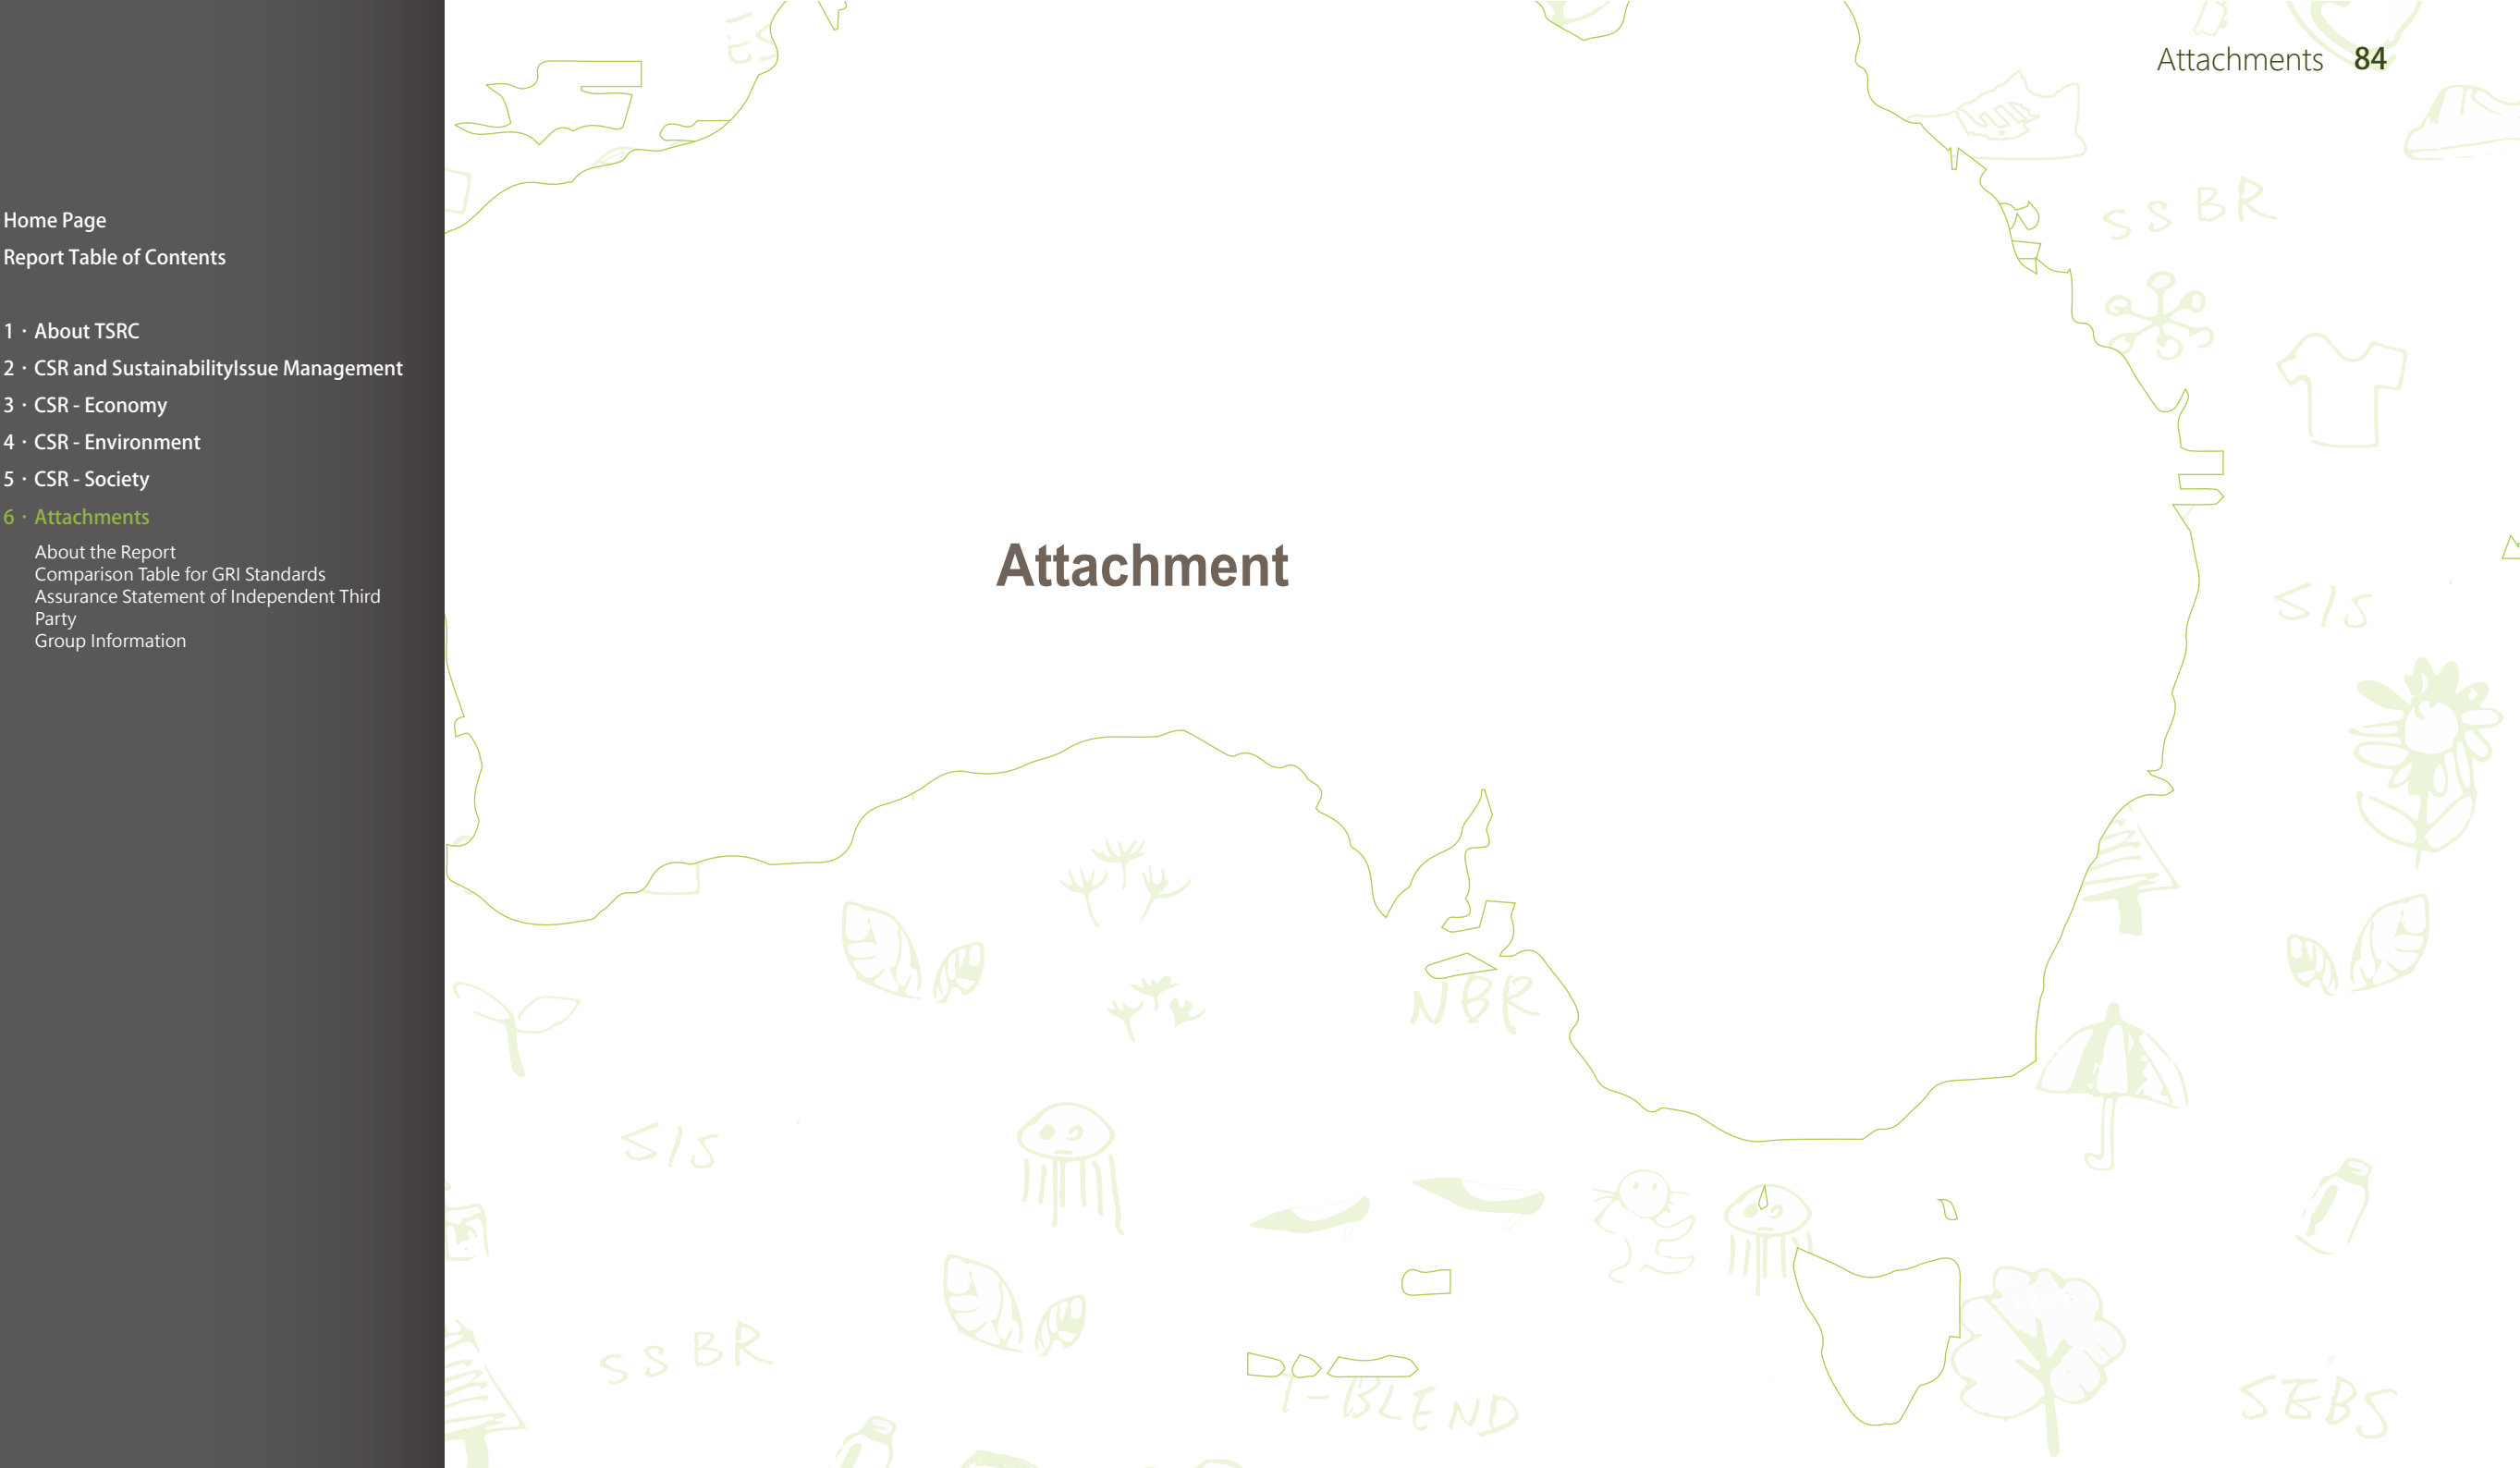 Attachments 84
Home Page
Report Table of Contents
1 · About TSRC
2 · CSR and SustainabilityIssue Management
3 · CSR - Economy
4 · CSR - Environment
5 · CSR - Society
6 · Attachments
About the Report
Comparison Table for GRI Standards
Assurance Statement of Independent Third
Party
Group Information
Attachment
SSBR
SIS
NBR
SIS
SSBR
T-BLEND
SEBS